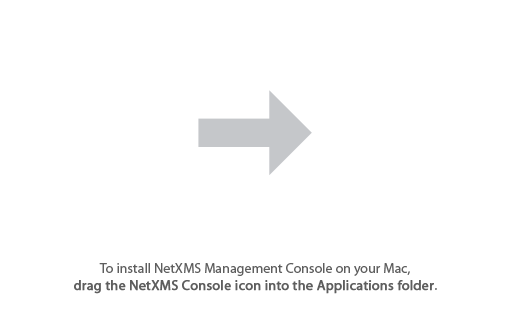 To install NetXMS Management Console on your Mac,
drag the NetXMS Console icon into the Applications folder.